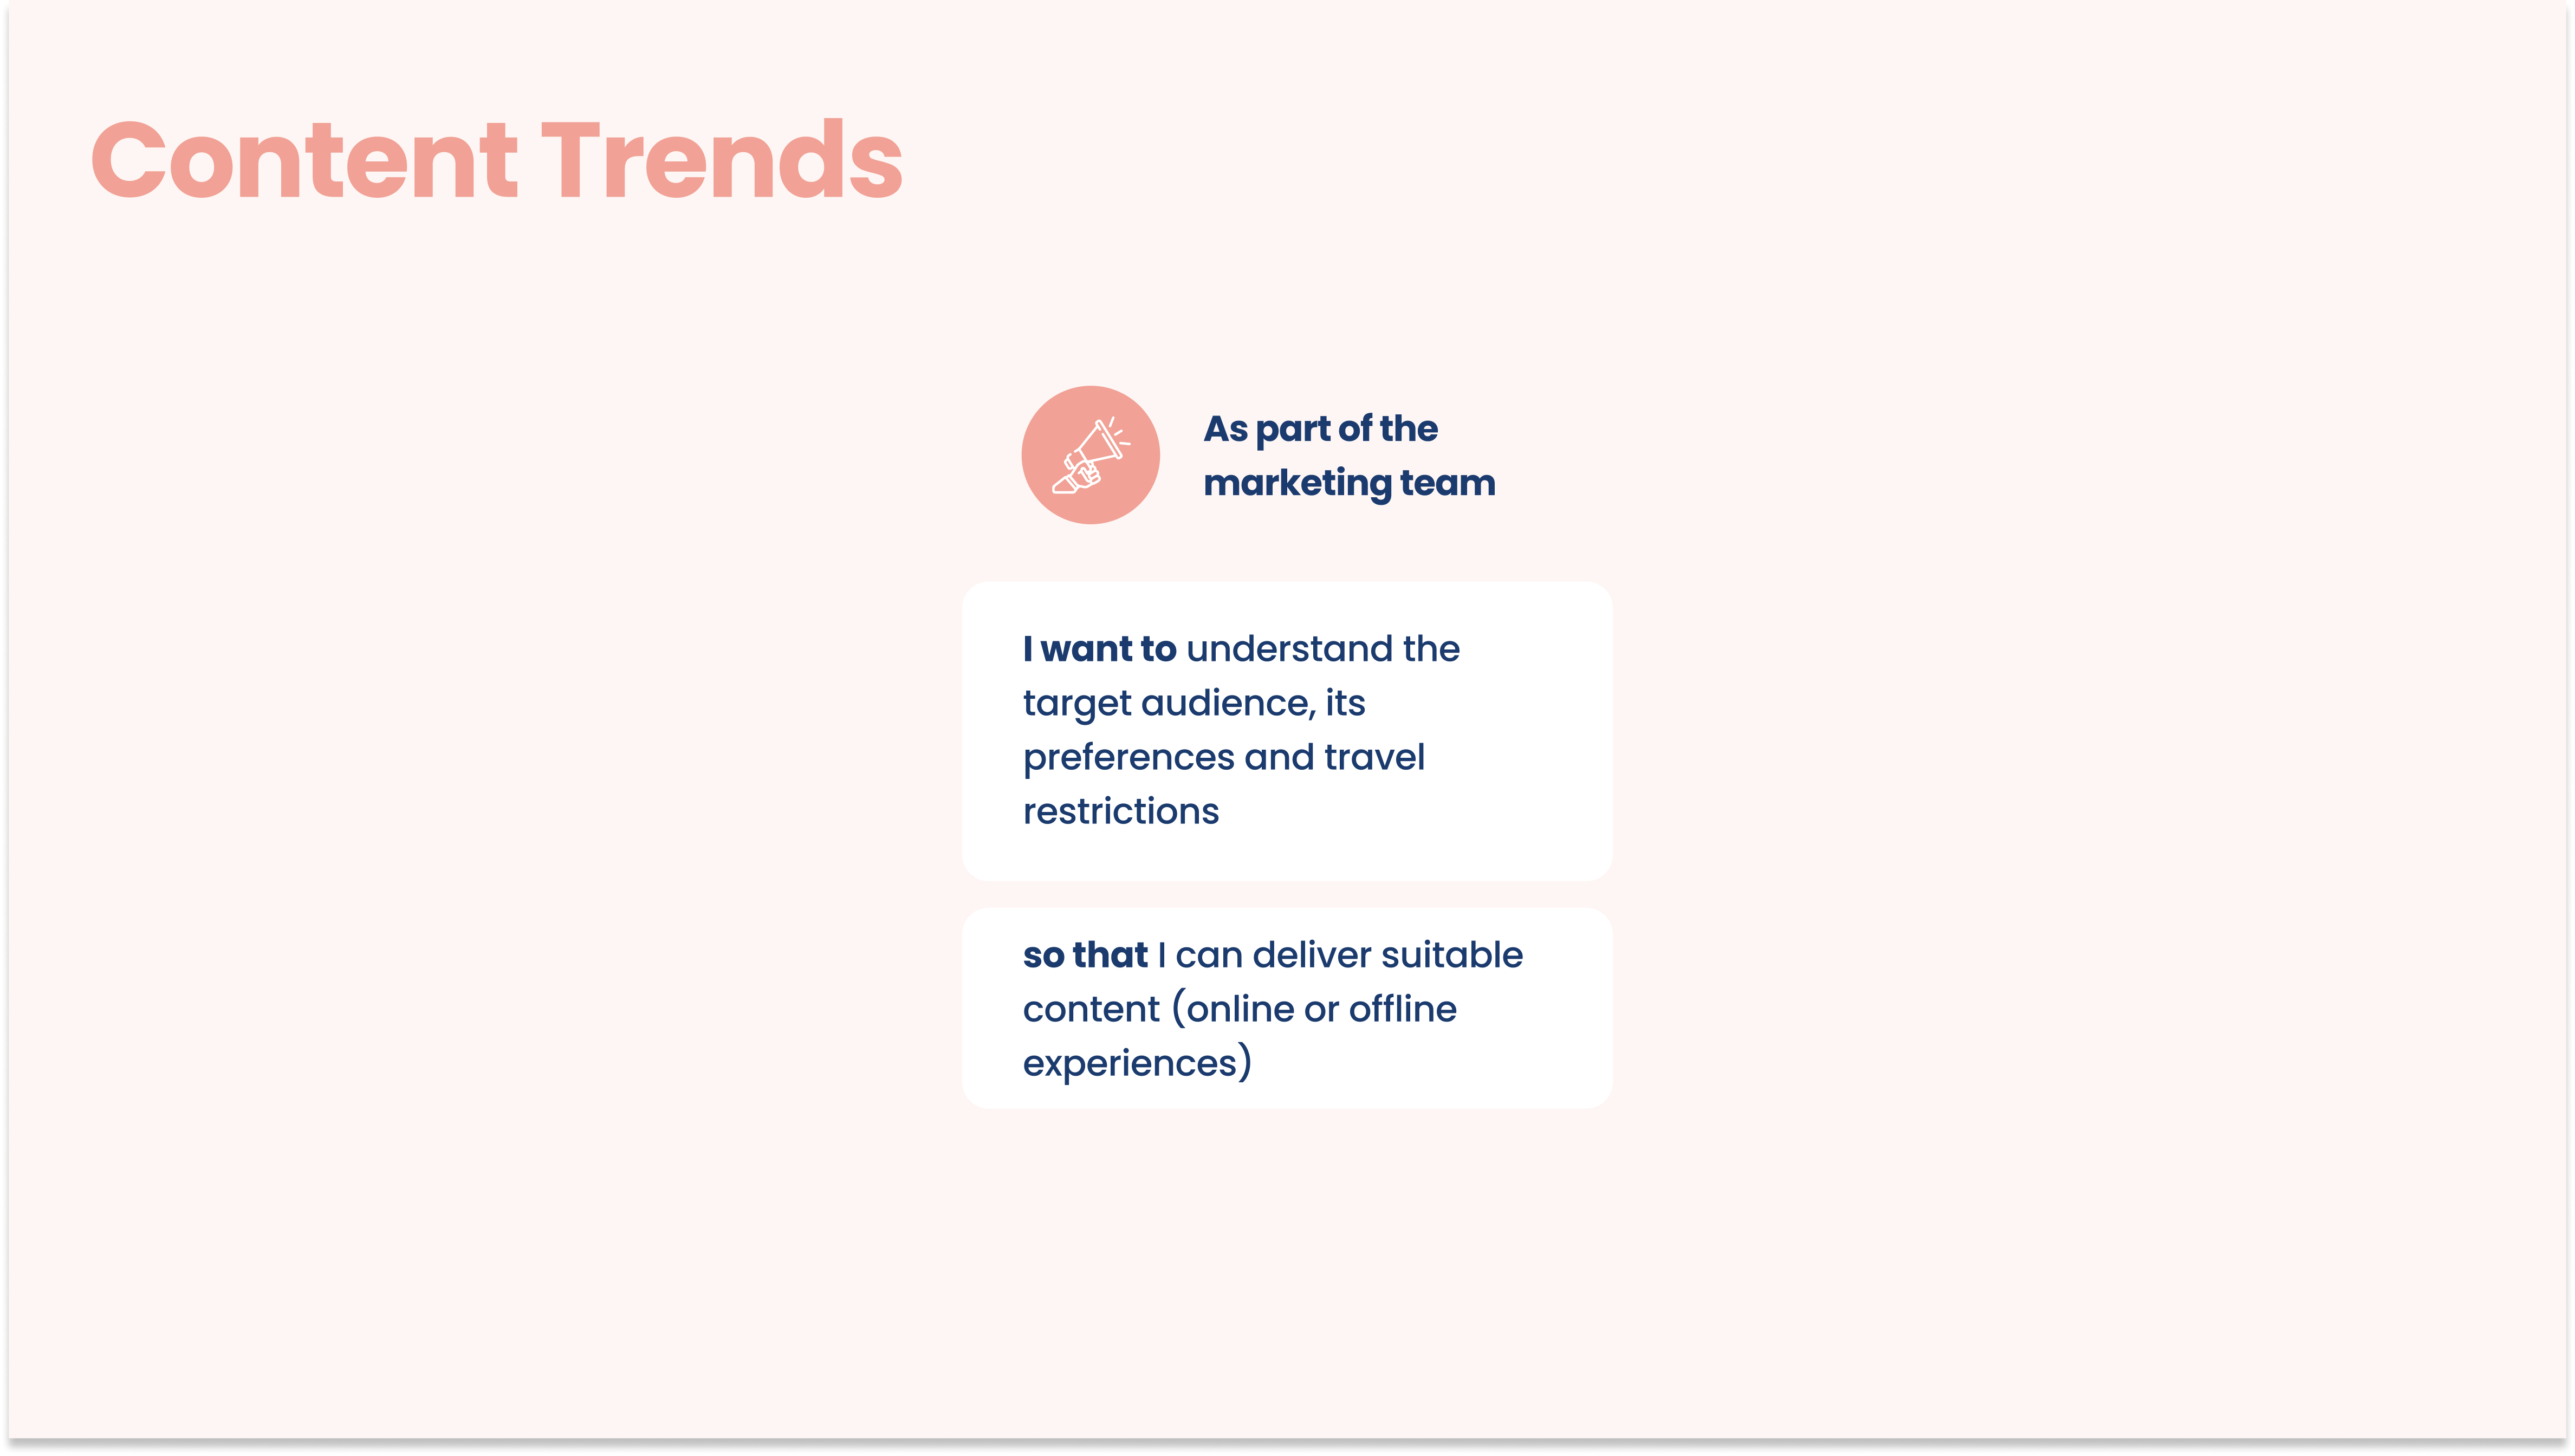 Content Trends
As part of the
marketing team
I want to understand the
target audience, its
preferences and travel
restrictions
so that I can deliver suitable
content (online or offline
experiences)